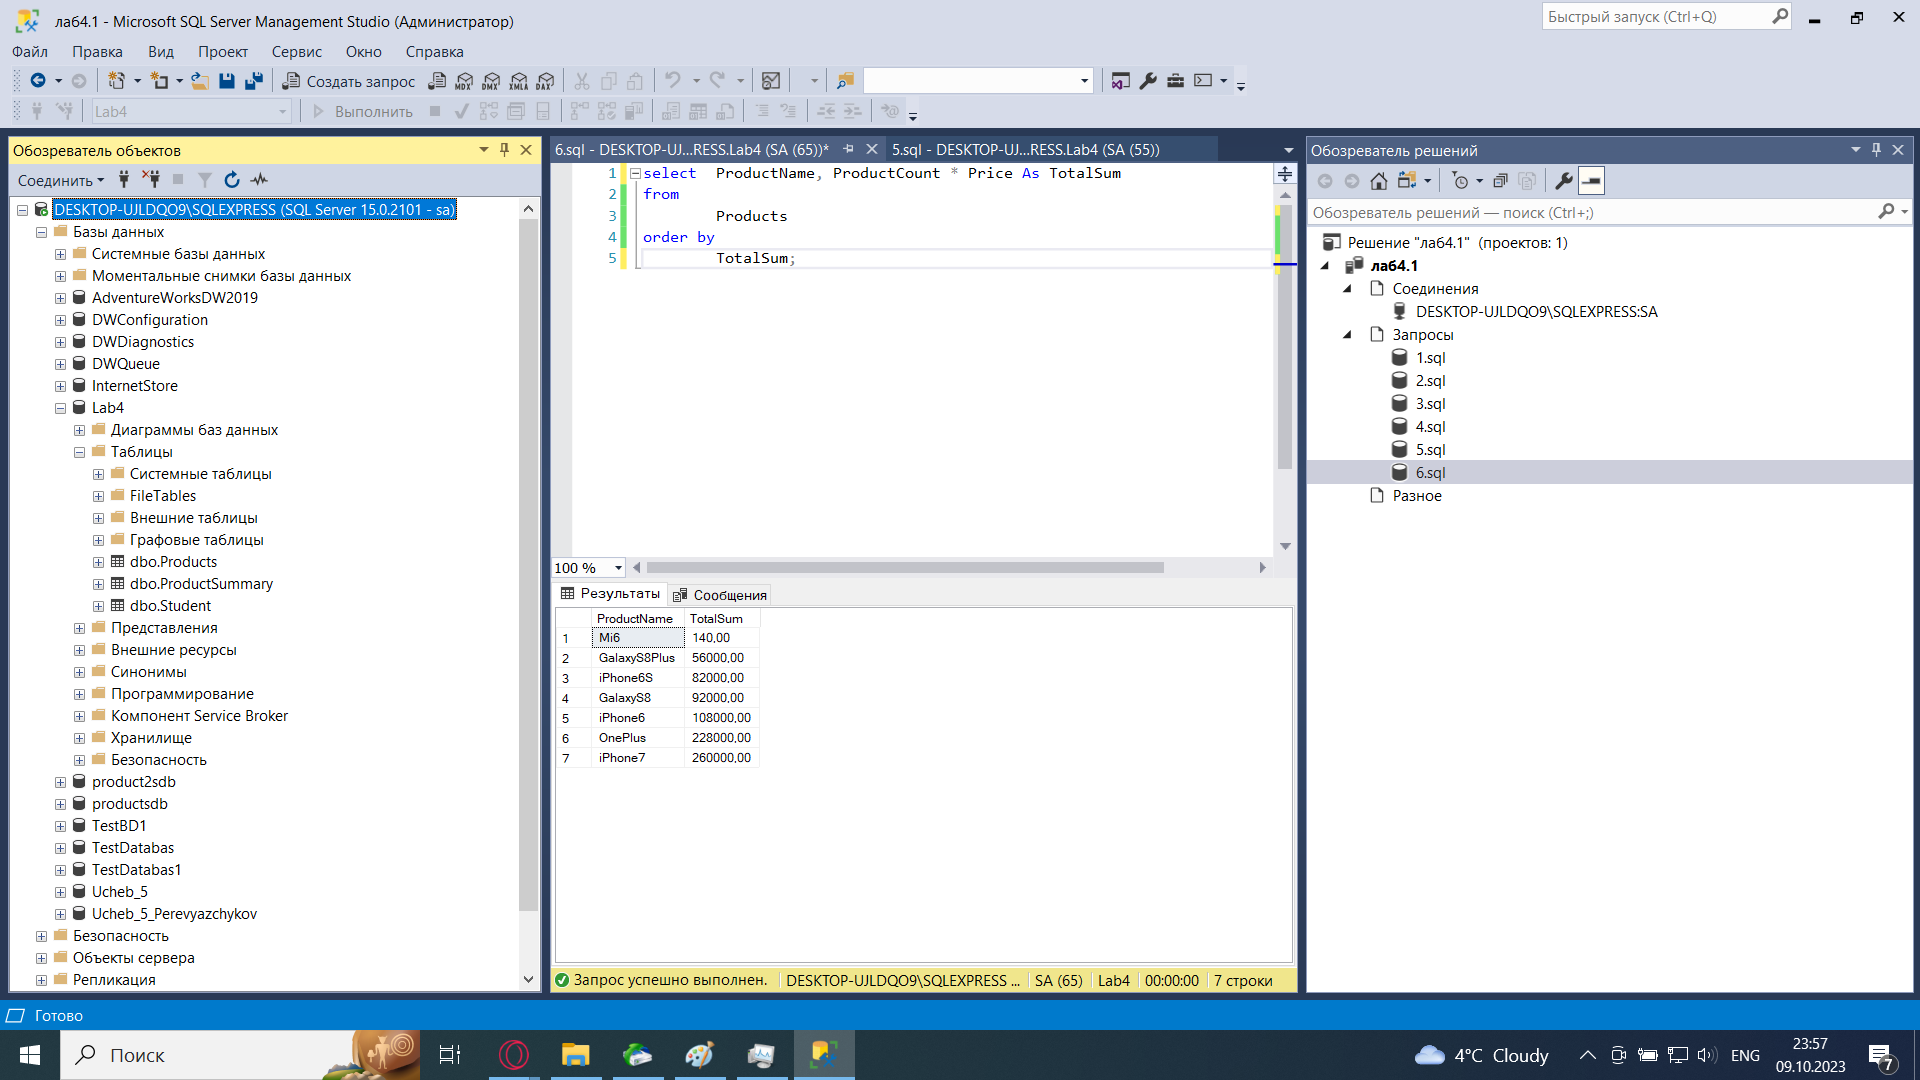 лаб4.1 - Microsoft SQL Server Management Studio (Администратор)
Быстрый запуск (Ctrl+Q)
Файл Правка Вид Проект Сервис Окно Справка
Создать запрос MDX DMX XMLA DAX
Lab4 Выполнить
Обозреватель объектов
Соединить
DESKTOP-UJLDQO9\SQLEXPRESS (SQL Server 15.0.2101 - sa)
Базы данных
Системные базы данных
Моментальные снимки базы данных
AdventureWorksDW2019
DWConfiguration
DWDiagnostics
DWQueue
InternetStore
Lab4
Диаграммы баз данных
Таблицы
Системные таблицы
FileTables
Внешние таблицы
Графовые таблицы
dbo.Products
dbo.ProductSummary
dbo.Student
Представления
Внешние ресурсы
Синонимы
Программирование
Компонент Service Broker
Хранилище
Безопасность
product2sdb
productsdb
TestBD1
TestDatabas
TestDatabas1
Ucheb_5
Ucheb_5_Perevyazchykov
Безопасность
Объекты сервера
Репликация
6.sql - DESKTOP-UJ...RESS.Lab4 (SA (65))* 5.sql - DESKTOP-UJ...RESS.Lab4 (SA (55))
1 select ProductName, ProductCount * Price As TotalSum
2 from
3 Products
4 order by
5 TotalSum;
100 %
Результаты Сообщения
ProductName TotalSum
1 Mi6 140,00
2 GalaxyS8Plus 56000,00
3 iPhone6S 82000,00
4 GalaxyS8 92000,00
5 iPhone6 108000,00
6 OnePlus 228000,00
7 iPhone7 260000,00
Запрос успешно выполнен. DESKTOP-UJLDQO9\SQLEXPRESS ... SA (65) Lab4 00:00:00 7 строки
Обозреватель решений
Обозреватель решений — поиск (Ctrl+;)
Решение "лаб4.1" (проектов: 1)
лаб4.1
Соединения
DESKTOP-UJLDQO9\SQLEXPRESS:SA
Запросы
1.sql
2.sql
3.sql
4.sql
5.sql
6.sql
Разное
Готово
Поиск
4°C Cloudy
ENG
23:57
09.10.2023
7